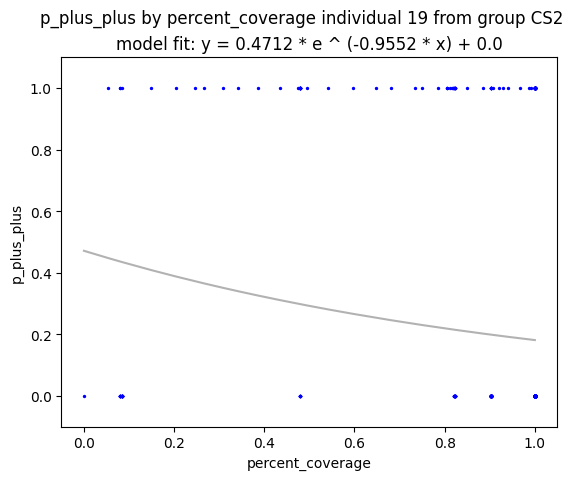 p_plus_plus by percent_coverage individual 19 from group CS2
model fit: y = 0.4712 * e ^ (-0.9552 * x) + 0.0
1.0
0.8
0.6
0.4
0.2
0.0
p_plus_plus
0.0 0.2 0.4 0.6 0.8 1.0
percent_coverage